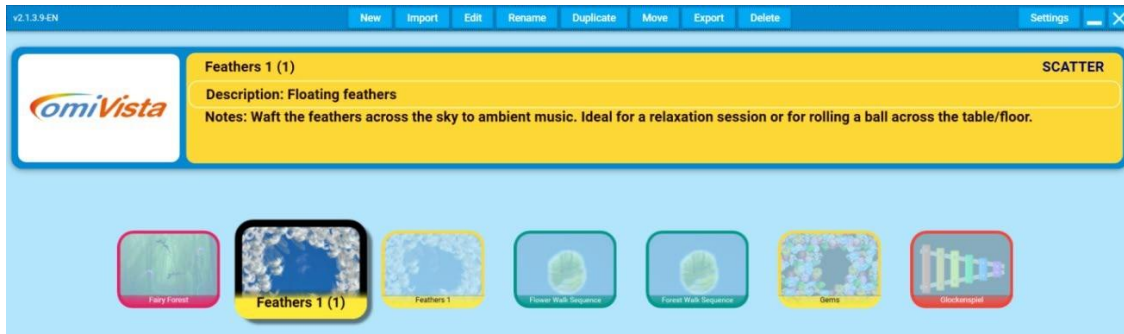 v2.1.3.9-EN
New Import Edit Rename Duplicate Move Export Delete
Settings
omiVista
Feathers 1 (1) SCATTER
Description: Floating feathers
Notes: Waft the feathers across the sky to ambient music. Ideal for a relaxation session or for rolling a ball across the table/floor.
Fairy Forest
Feathers 1 (1)
Feathers 1
Flower Walk Sequence
Forest Walk Sequence
Gems
Glockenspiel